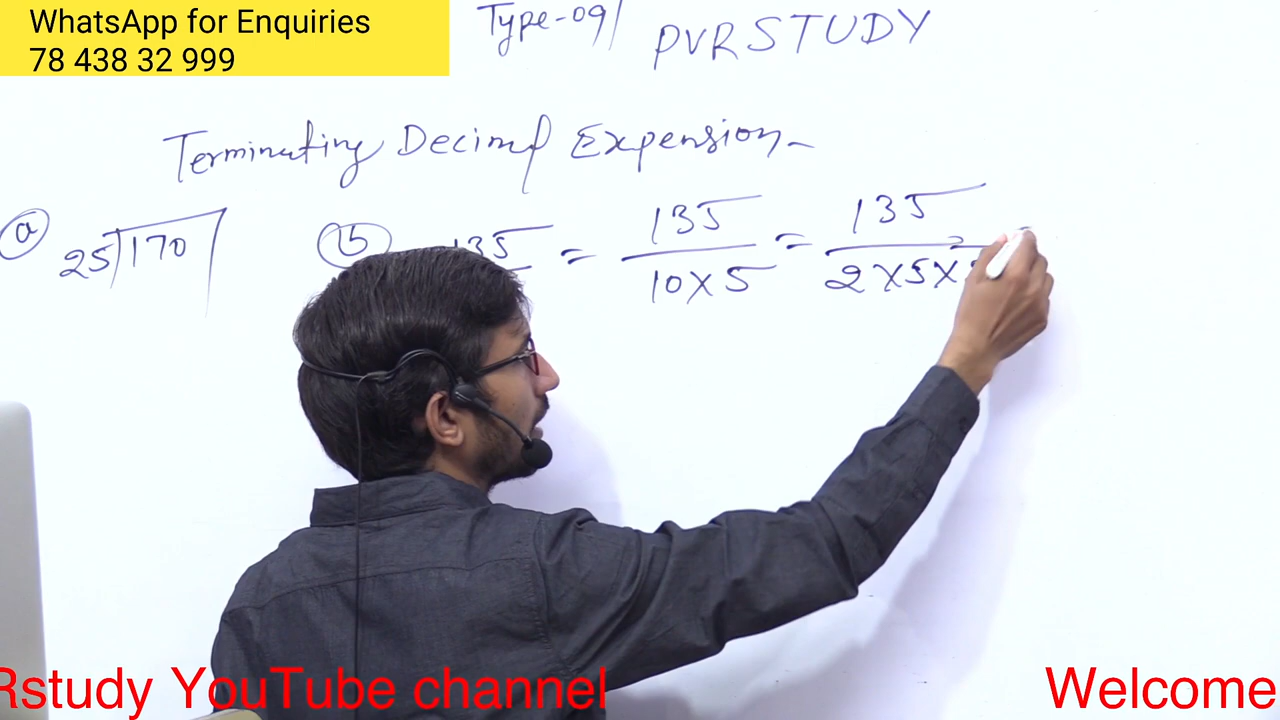 WhatsApp for Enquiries
78 438 32 999
Type-09/
PVRSTUDY
Terminating Decimal Expension
a 25)170
b 135 = 135/10×5 = 135/2×5×
Rstudy YouTube channel
Welcome